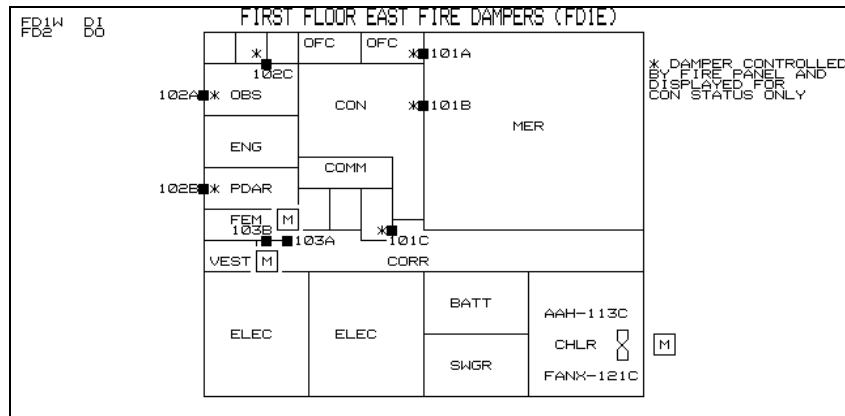 FIRST FLOOR EAST FIRE DAMPERS (FD1E)
FD1W DI
FD2 DO
OFC OFC
* *
101A
102C
* DAMPER CONTROLLED
BY FIRE PANEL AND
DISPLAYED FOR
CON STATUS ONLY
102A * OBS
CON
* 101B
MER
ENG
COMM
102B * PDAR
FEM M
103B
103A
* 101C
VEST M
CORR
BATT
AAH-113C
ELEC
ELEC
CHLR
M
SWGR
FANX-121C